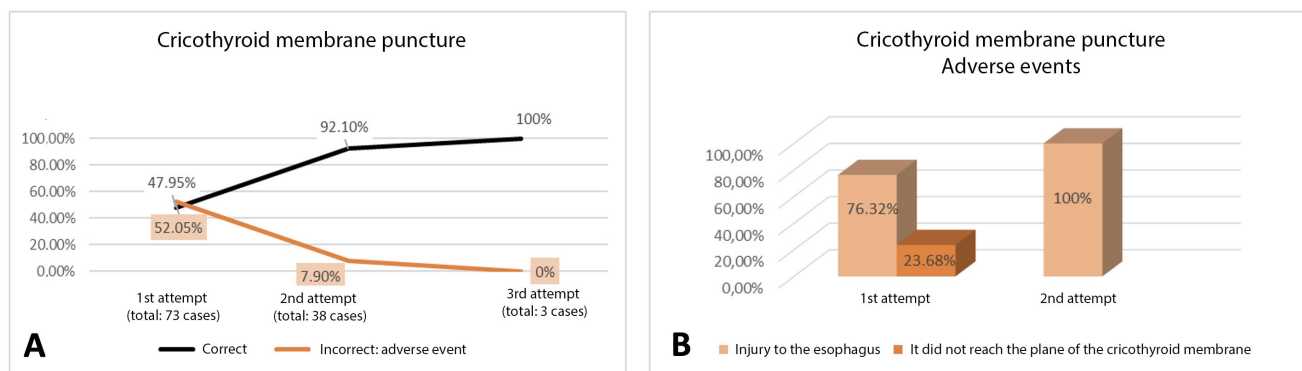 Cricothyroid membrane puncture
100%
92.10%
100.00%
80.00%
47.95%
60.00%
40.00%
52.05%
20.00%
7.90%
0%
0.00%
1st attempt
(total: 73 cases)
2nd attempt
(total: 38 cases)
3rd attempt
(total: 3 cases)
A
Correct
Incorrect: adverse event
Cricothyroid membrane puncture
Adverse events
100,00%
80,00%
60,00%
40,00%
20,00%
0,00%
76.32%
23.68%
100%
1st attempt
2nd attempt
B
Injury to the esophagus
It did not reach the plane of the cricothyroid membrane